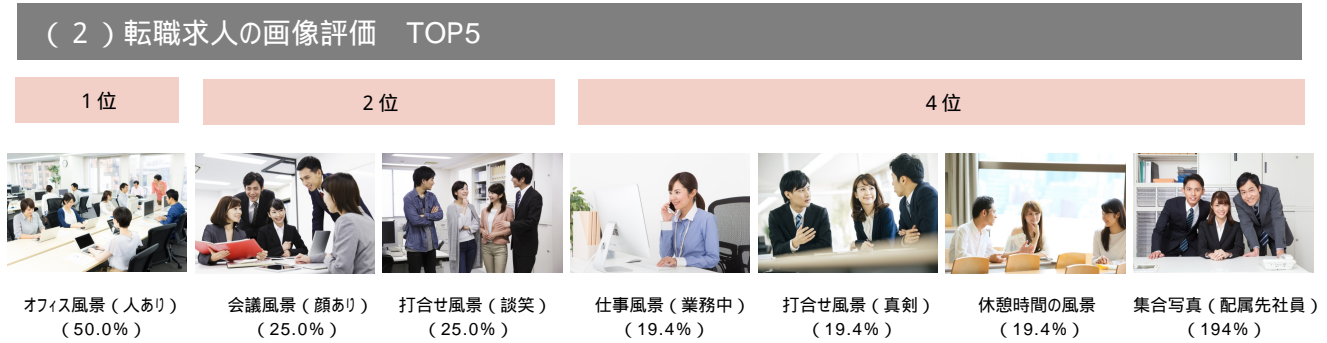 （２）転職求人の画像評価　TOP5
1位
2位
4位
オフィス風景（人あり）
（50.0%）
会議風景（顔あり）
（25.0%）
打合せ風景（談笑）
（25.0%）
仕事風景（業務中）
（19.4%）
打合せ風景（真剣）
（19.4%）
休憩時間の風景
（19.4%）
集合写真（配属先社員）
（194%）